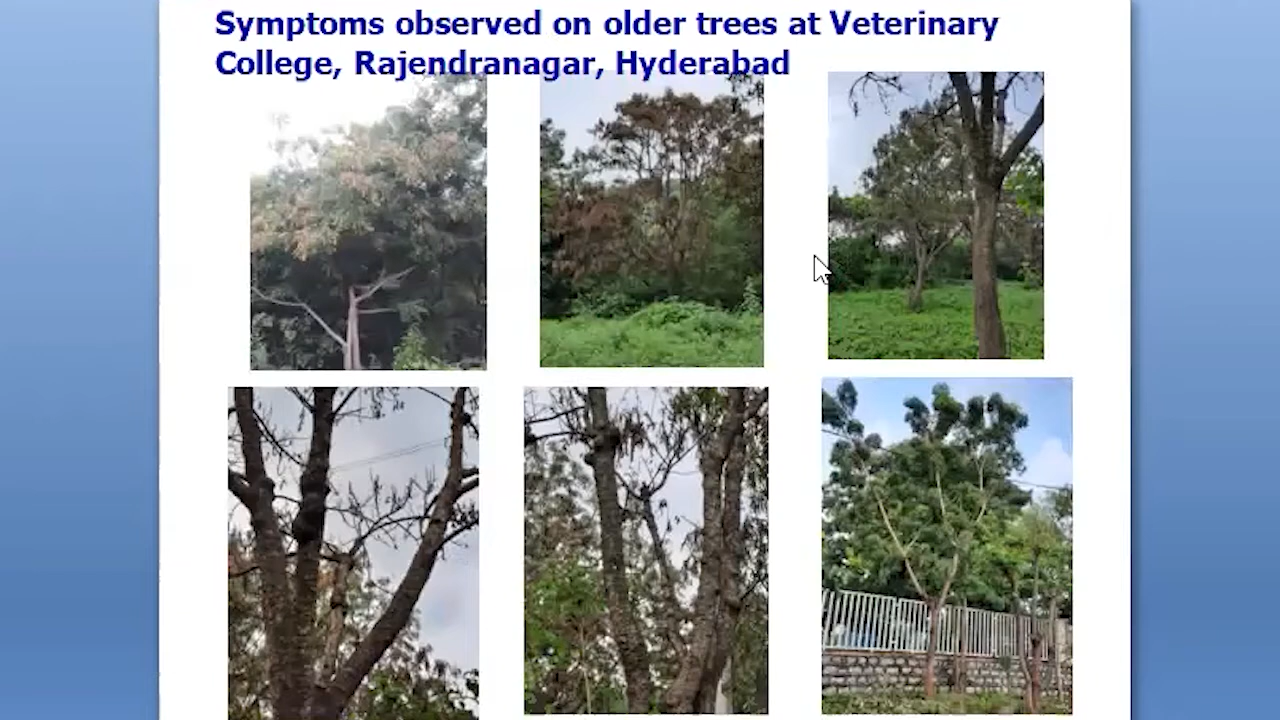 Symptoms observed on older trees at Veterinary
College, Rajendranagar, Hyderabad